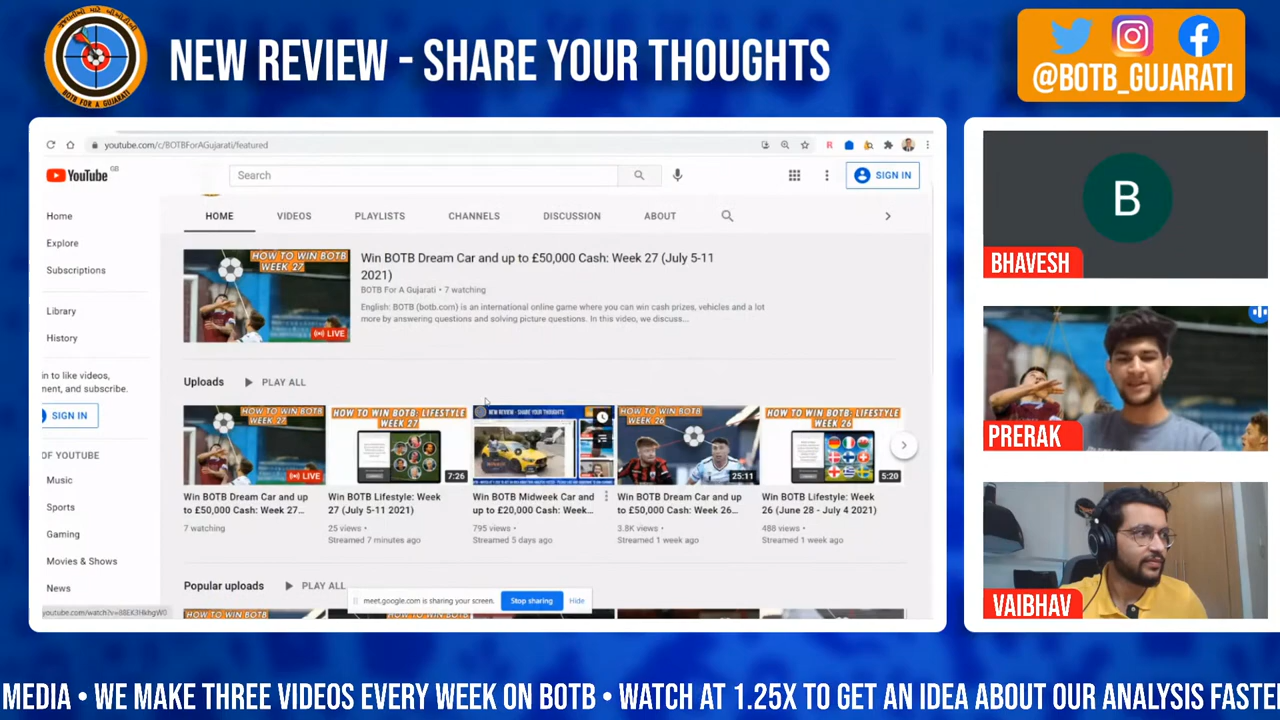 BOTB FOR A GUJARATI
NEW REVIEW - SHARE YOUR THOUGHTS
@BOTB_GUJARATI
youtube.com/c/BOTBForAGujarati/featured
YouTube GB
Search
SIGN IN
Home
Explore
Subscriptions
Library
History
in to like videos,
ment, and subscribe.
SIGN IN
OF YOUTUBE
Music
Sports
Gaming
Movies & Shows
News
youtube.com/watch?v=8BEK3HkhgW0
HOME VIDEOS PLAYLISTS CHANNELS DISCUSSION ABOUT
HOW TO WIN BOTB
WEEK 27
LIVE
Win BOTB Dream Car and up to £50,000 Cash: Week 27 (July 5-11
2021)
BOTB For A Gujarati • 7 watching
English: BOTB (botb.com) is an international online game where you can win cash prizes, vehicles and a lot
more by answering questions and solving picture questions. In this video, we discuss...
Uploads PLAY ALL
HOW TO WIN BOTB
WEEK 27
LIVE
Win BOTB Dream Car and up
to £50,000 Cash: Week 27...
7 watching
HOW TO WIN BOTB: LIFESTYLE
WEEK 27
7:26
Win BOTB Lifestyle: Week
27 (July 5-11 2021)
25 views •
Streamed 7 minutes ago
NEW REVIEW - SHARE YOUR THOUGHTS
Win BOTB Midweek Car and
up to £20,000 Cash: Week...
795 views •
Streamed 5 days ago
HOW TO WIN BOTB
WEEK 26
25:11
Win BOTB Dream Car and up
to £50,000 Cash: Week 26...
3.8K views •
Streamed 1 week ago
HOW TO WIN BOTB: LIFESTYLE
WEEK 26
5:20
Win BOTB Lifestyle: Week
26 (June 28 - July 4 2021)
488 views •
Streamed 1 week ago
Popular uploads PLAY ALL
meet.google.com is sharing your screen.
Stop sharing
Hide
B
BHAVESH
PRERAK
VAIBHAV
MEDIA • WE MAKE THREE VIDEOS EVERY WEEK ON BOTB • WATCH AT 1.25X TO GET AN IDEA ABOUT OUR ANALYSIS FASTE